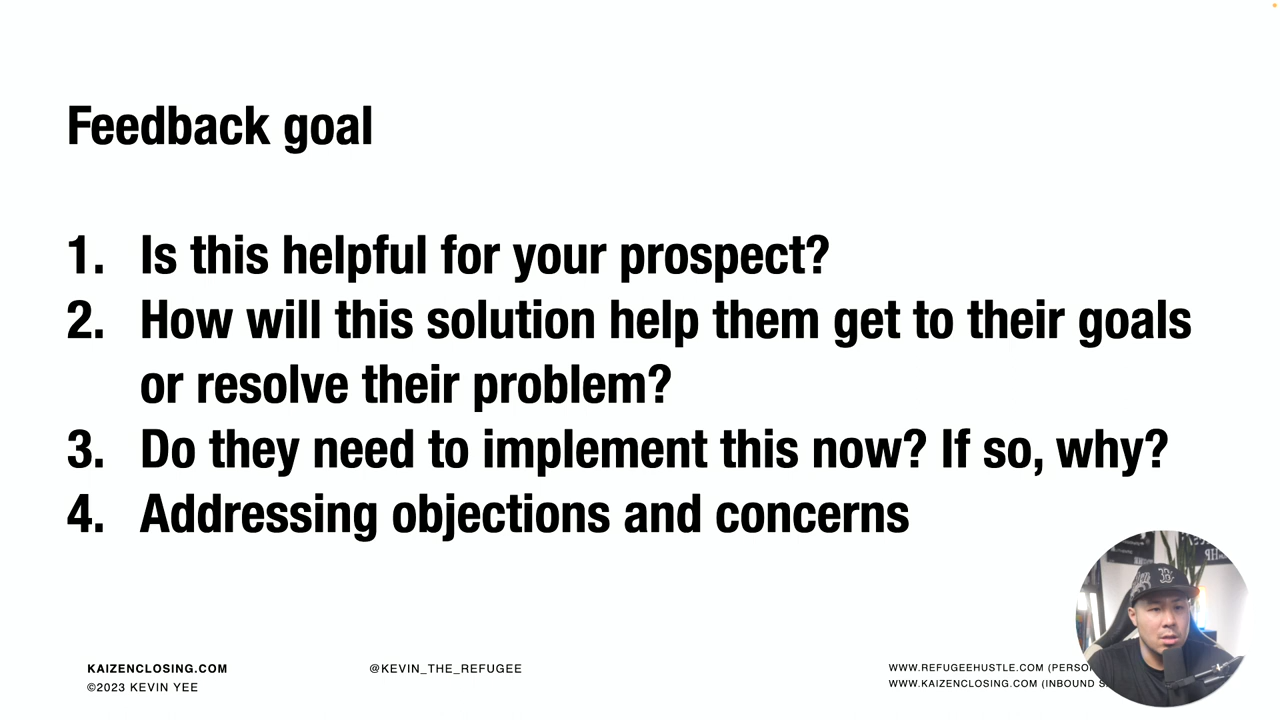 Feedback goal
1. Is this helpful for your prospect?
2. How will this solution help them get to their goals
or resolve their problem?
3. Do they need to implement this now? If so, why?
4. Addressing objections and concerns
KAIZENCLOSING.COM
©2023 KEVIN YEE
@KEVIN_THE_REFUGEE
WWW.REFUGEEHUSTLE.COM
WWW.KAIZENCLOSING.COM (INBOUND